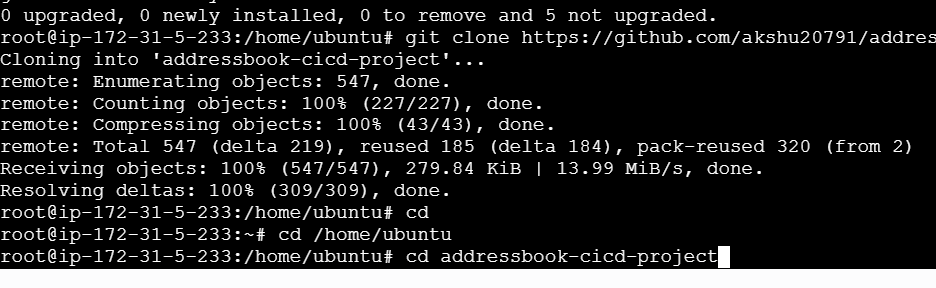 0 upgraded, 0 newly installed, 0 to remove and 5 not upgraded.
root@ip-172-31-5-233:/home/ubuntu# git clone https://github.com/akshu20791/addres
Cloning into 'addressbook-cicd-project'...
remote: Enumerating objects: 547, done.
remote: Counting objects: 100% (227/227), done.
remote: Compressing objects: 100% (43/43), done.
remote: Total 547 (delta 219), reused 185 (delta 184), pack-reused 320 (from 2)
Receiving objects: 100% (547/547), 279.84 KiB | 13.99 MiB/s, done.
Resolving deltas: 100% (309/309), done.
root@ip-172-31-5-233:/home/ubuntu# cd
root@ip-172-31-5-233:~# cd /home/ubuntu
root@ip-172-31-5-233:/home/ubuntu# cd addressbook-cicd-project